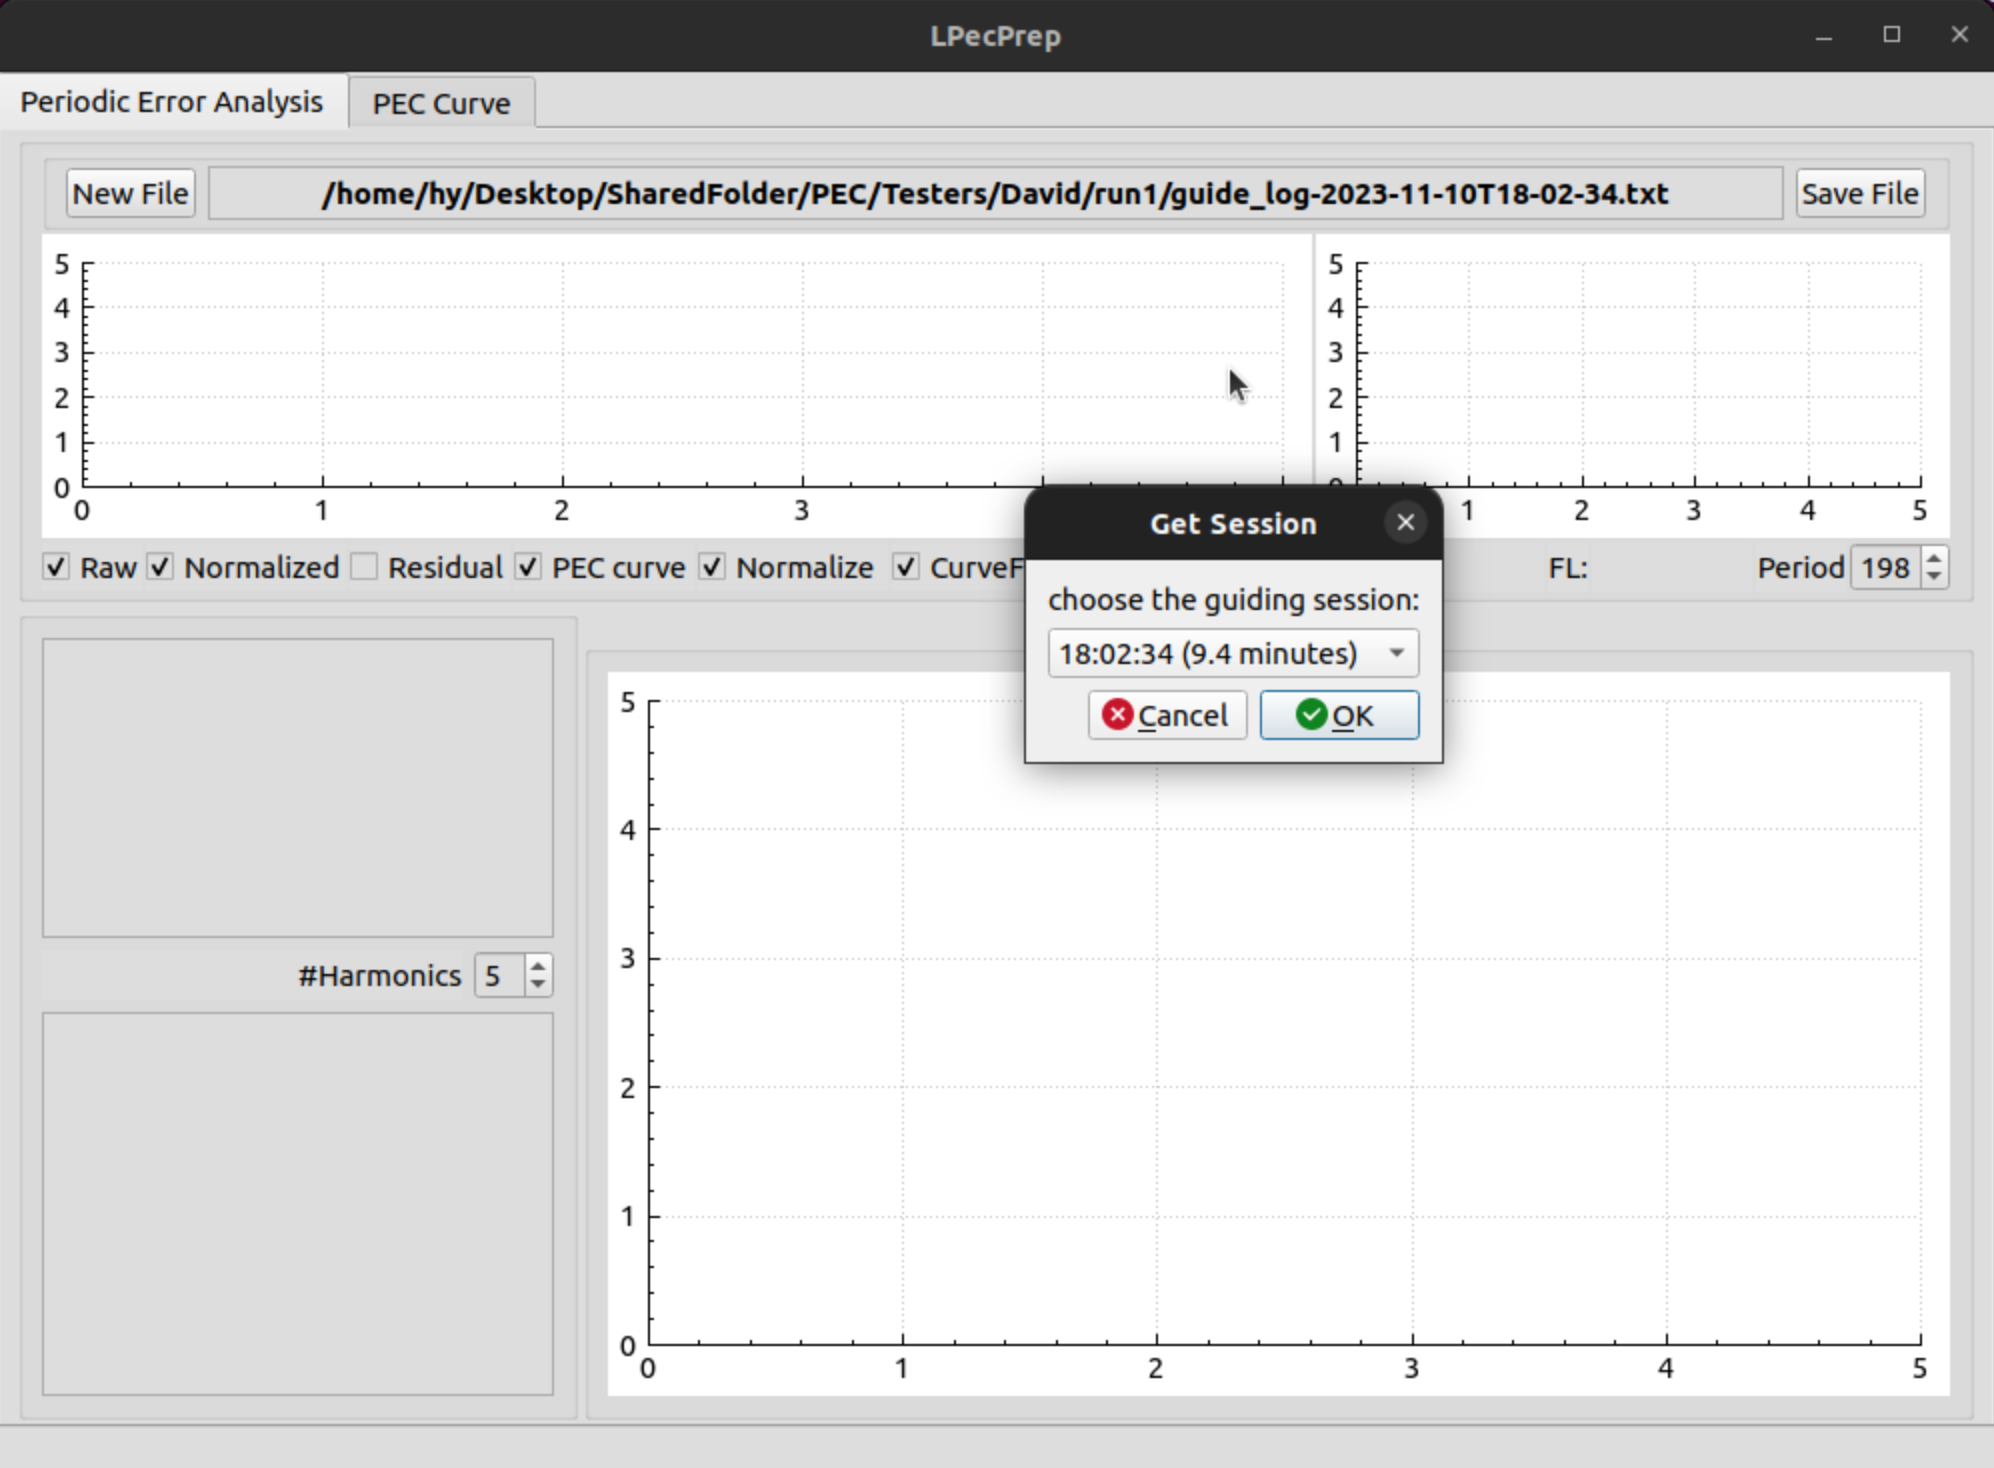 LPecPrep
Periodic Error Analysis PEC Curve
New File /home/hy/Desktop/SharedFolder/PEC/Testers/David/run1/guide_log-2023-11-10T18-02-34.txt Save File
5
4
3
2
1
0
0 1 2 3
5
4
3
2
1
1 2 3 4 5
Raw Normalized Residual PEC curve Normalize CurveF FL: Period 198
Get Session
choose the guiding session:
18:02:34 (9.4 minutes)
Cancel OK
#Harmonics 5
5
4
3
2
1
0
0 1 2 3 4 5